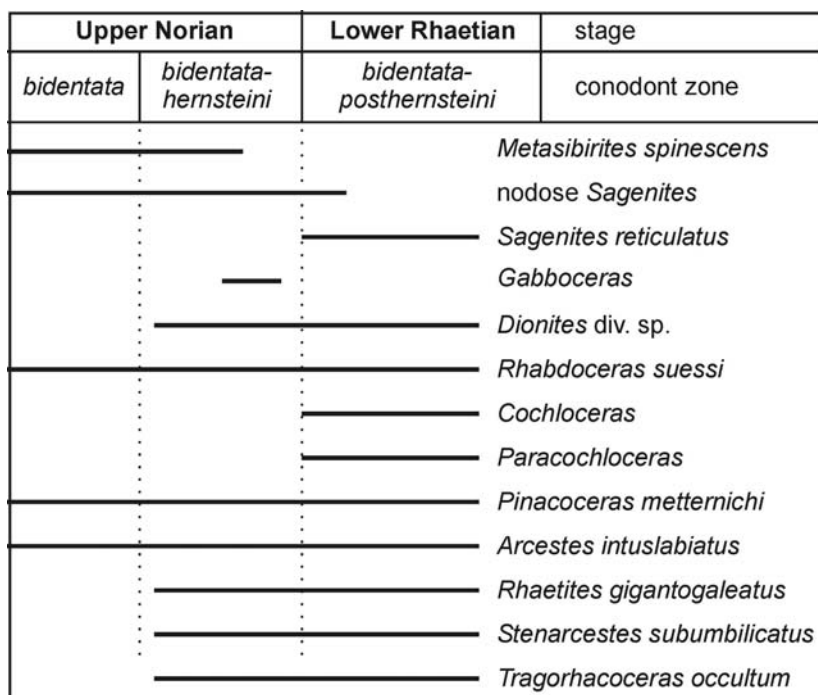 Upper Norian Lower Rhaetian stage
bidentata bidentata-hernsteini bidentata-posthernsteini conodont zone
Metasibirites spinescens
nodose Sagenites
Sagenites reticulatus
Gabboceras
Dionites div. sp.
Rhabdoceras suessi
Cochloceras
Paracochloceras
Pinacoceras metternichi
Arcestes intuslabiatus
Rhaetites gigantogaleatus
Stenarcestes subumbilicatus
Tragorhacoceras occultum